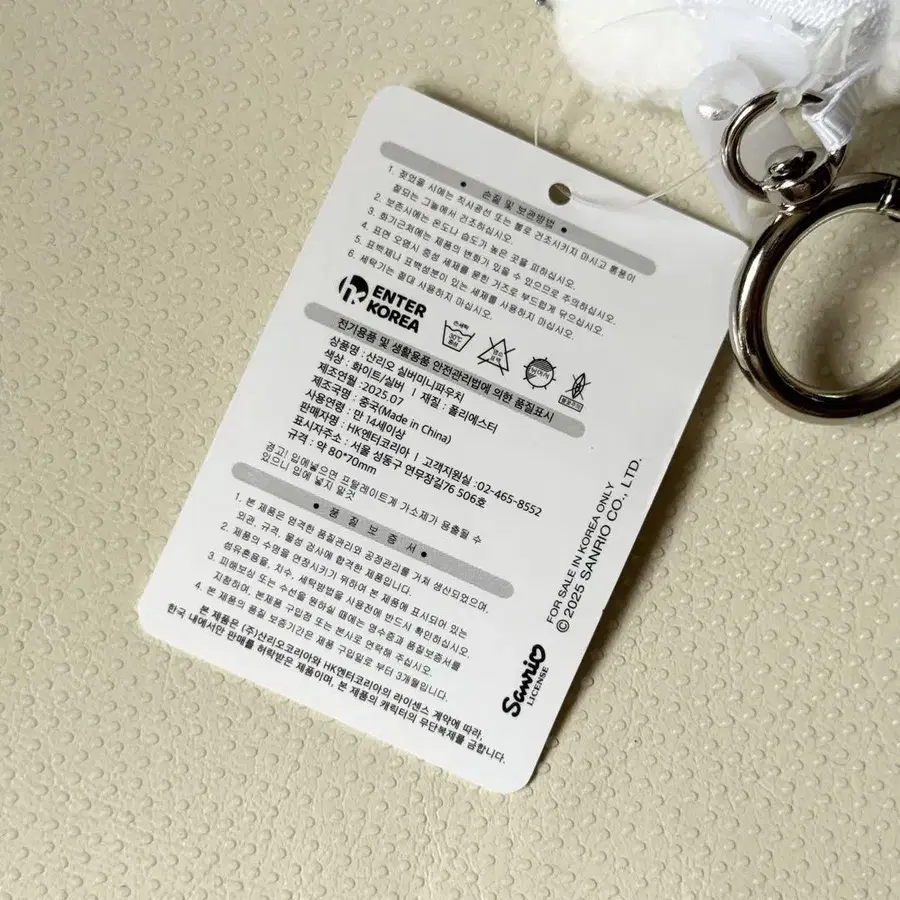 • 손질 및 보관방법 •
1. 젖었을 시에는 직사광선 또는 불로 건조시키지 마시고 통풍이
잘되는 그늘에서 건조하십시오.
2. 보존시에는 온도나 습도가 높은 곳을 피하십시오.
3. 화기근처에는 제품의 변화가 있을 수 있으므로 주의하십시오.
4. 표면 오염시 중성 세제를 묻힌 거즈로 부드럽게 닦으십시오.
5. 표백제나 표백성분이 있는 세제를 사용하지 마십시오.
6. 세탁기는 절대 사용하지 마십시오.
ENTER
KOREA
손세탁
30℃
중성
염소
표백
전기용품 및 생활용품 안전관리법에 의한 품질표시
상품명 : 산리오 실버미니파우치
색상 : 화이트/실버 | 재질 : 폴리에스터
제조연월 : 2025.07
제조국명 : 중국(Made in China)
사용연령 : 만 14세이상
판매자명 : HK엔터코리아 | 고객지원실 : 02-465-8552
표시자주소 : 서울 성동구 연무장길76 506호
규격 : 약 80*70mm
경고! 입에넣으면 프탈레이트계 가소제가 용출될 수
있으니 입에 넣지 말것
• 품 질 보 증 서 •
1. 본 제품은 엄격한 품질관리와 공정관리를 거쳐 생산되었으며,
외관, 규격, 물성 검사에 합격한 제품입니다.
2. 제품의 수명을 연장시키기 위하여 본 제품에 표시되어 있는
섬유혼용율, 치수, 세탁방법을 사용전에 반드시 확인하십시오.
3. 피해보상 또는 수선을 원하실 때에는 영수증과 품질보증서를
지참하여, 본제품 구입점 또는 본사로 연락해 주십시오.
4. 본 제품의 품질 보증기간은 제품 구입일로 부터 3개월입니다.
본 제품은 (주)산리오코리아와 HK엔터코리아의 라이센스 계약에 따라,
한국 내에서만 판매를 허락받은 제품이며, 본 제품의 캐릭터의 무단복제를 금합니다.
FOR SALE IN KOREA ONLY
© 2025 SANRIO CO., LTD.
Sanrio
LICENSE